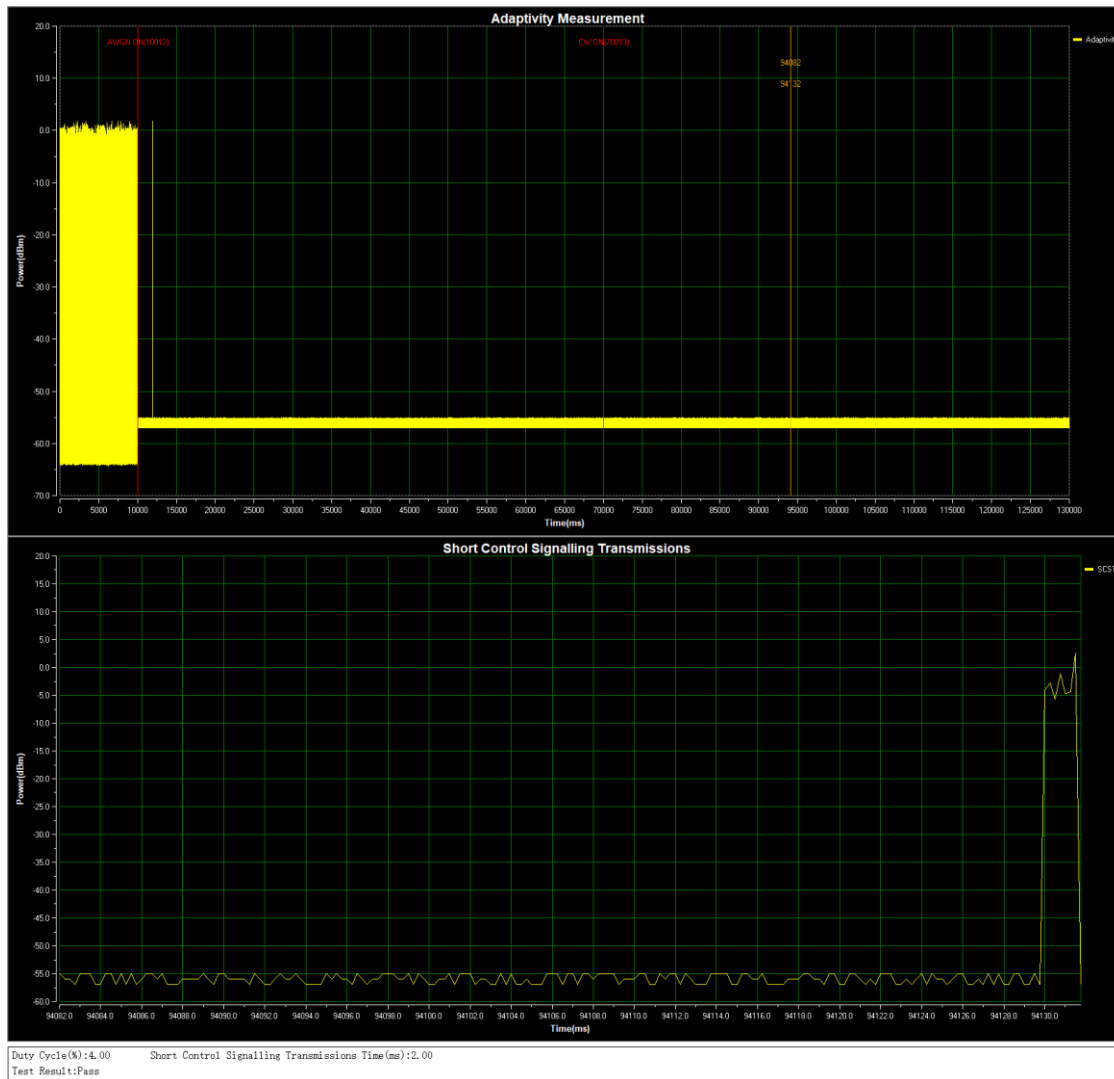 Adaptivity Measurement
20.0
10.0
0.0
-10.0
-20.0
-30.0
-40.0
-50.0
-60.0
-70.0
Power(dBm)
AWGN ON(10013)
CW ON(70013)
94082
94132
Adaptivit
0 5000 10000 15000 20000 25000 30000 35000 40000 45000 50000 55000 60000 65000 70000 75000 80000 85000 90000 95000 100000 105000 110000 115000 120000 125000 130000
Time(ms)
Short Control Signalling Transmissions
20.0
15.0
10.0
5.0
0.0
-5.0
-10.0
-15.0
-20.0
-25.0
-30.0
-35.0
-40.0
-45.0
-50.0
-55.0
-60.0
Power(dBm)
SCST
94082.0 94084.0 94086.0 94088.0 94090.0 94092.0 94094.0 94096.0 94098.0 94100.0 94102.0 94104.0 94106.0 94108.0 94110.0 94112.0 94114.0 94116.0 94118.0 94120.0 94122.0 94124.0 94126.0 94128.0 94130.0
Time(ms)
Duty Cycle(%):4.00 Short Control Signalling Transmissions Time(ms):2.00
Test Result:Pass